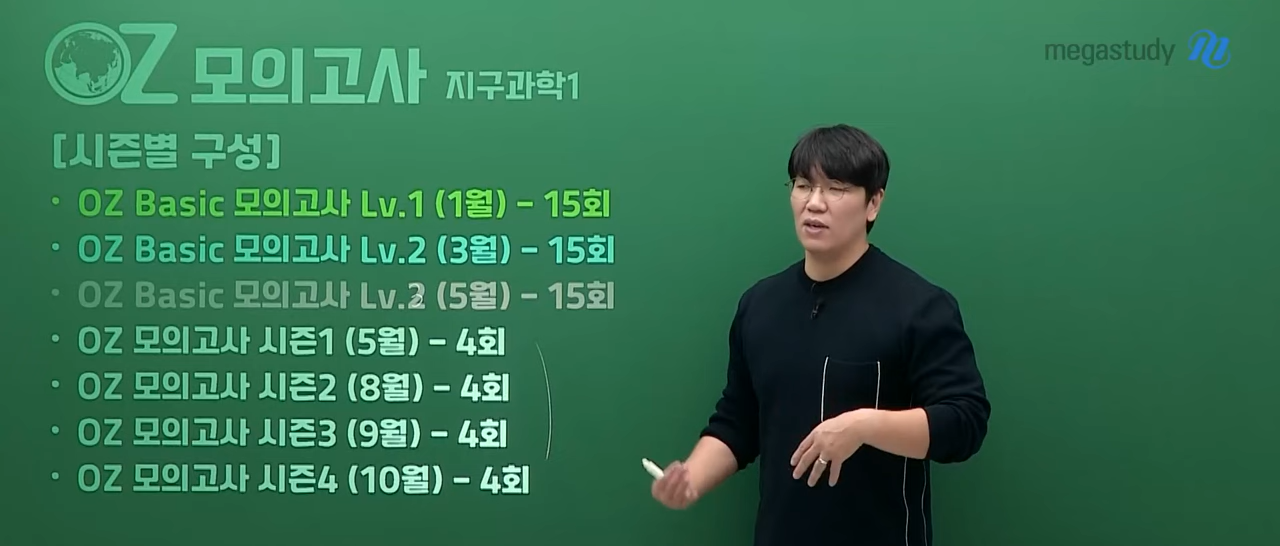 OZ 모의고사 지구과학1
megastudy
[시즌별 구성]
• OZ Basic 모의고사 Lv.1 (1월) – 15회
• OZ Basic 모의고사 Lv.2 (3월) – 15회
• OZ Basic 모의고사 Lv.3 (5월) – 15회
• OZ 모의고사 시즌1 (5월) – 4회
• OZ 모의고사 시즌2 (8월) – 4회
• OZ 모의고사 시즌3 (9월) – 4회
• OZ 모의고사 시즌4 (10월) – 4회